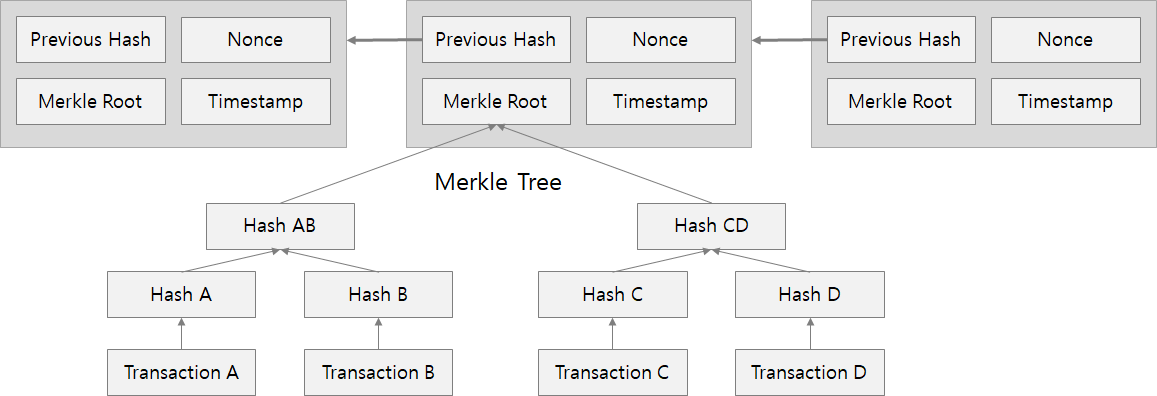 Previous Hash Nonce Previous Hash Nonce Previous Hash Nonce
Merkle Root Timestamp Merkle Root Timestamp Merkle Root Timestamp
Merkle Tree
Hash AB Hash CD
Hash A Hash B Hash C Hash D
Transaction A Transaction B Transaction C Transaction D